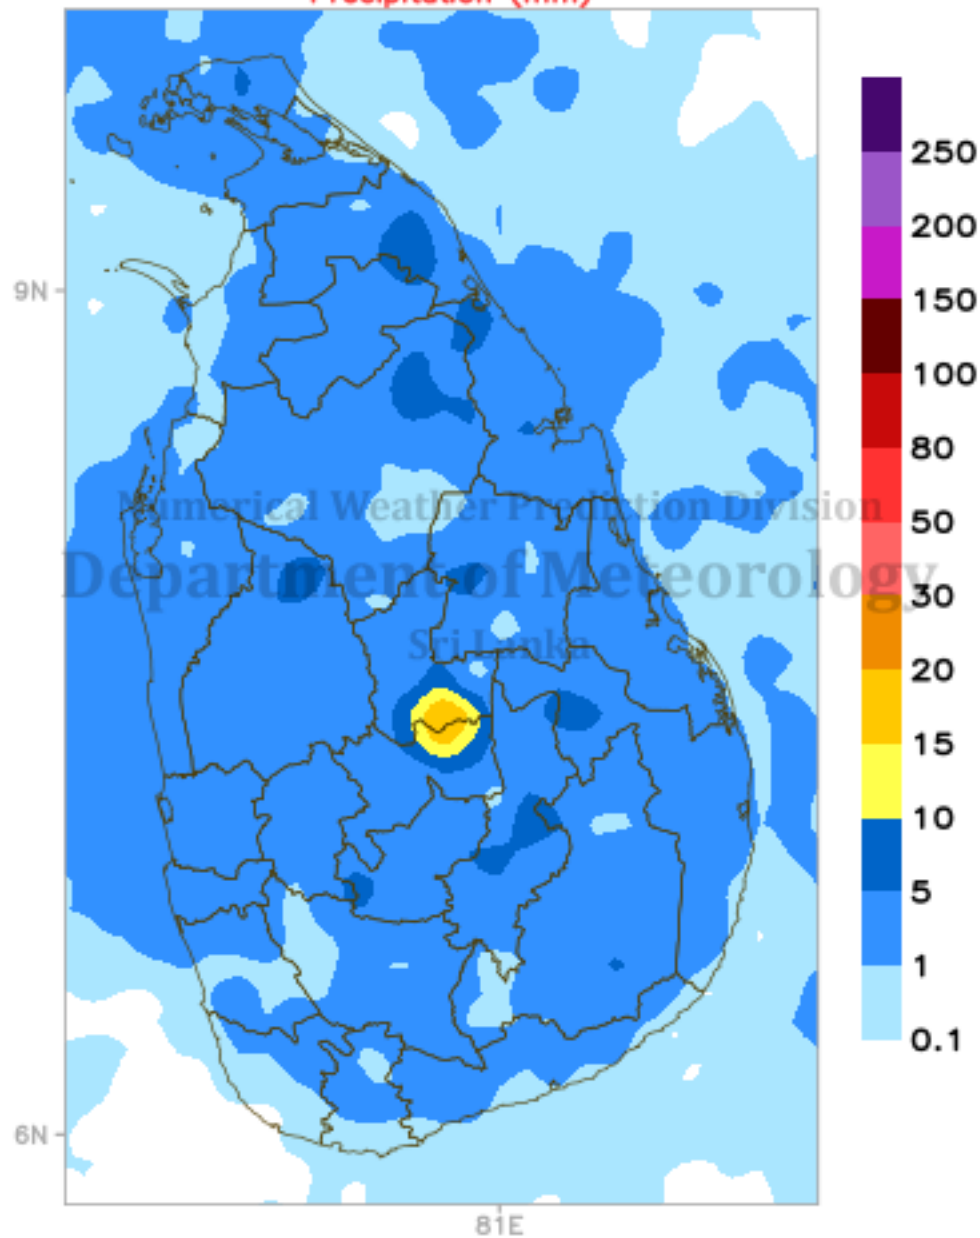 Precipitation (mm)
250
200
150
100
80
50
30
20
15
10
5
1
0.1
9N
6N
81E
Numerical Weather Prediction Division
Department of Meteorology
Sri Lanka